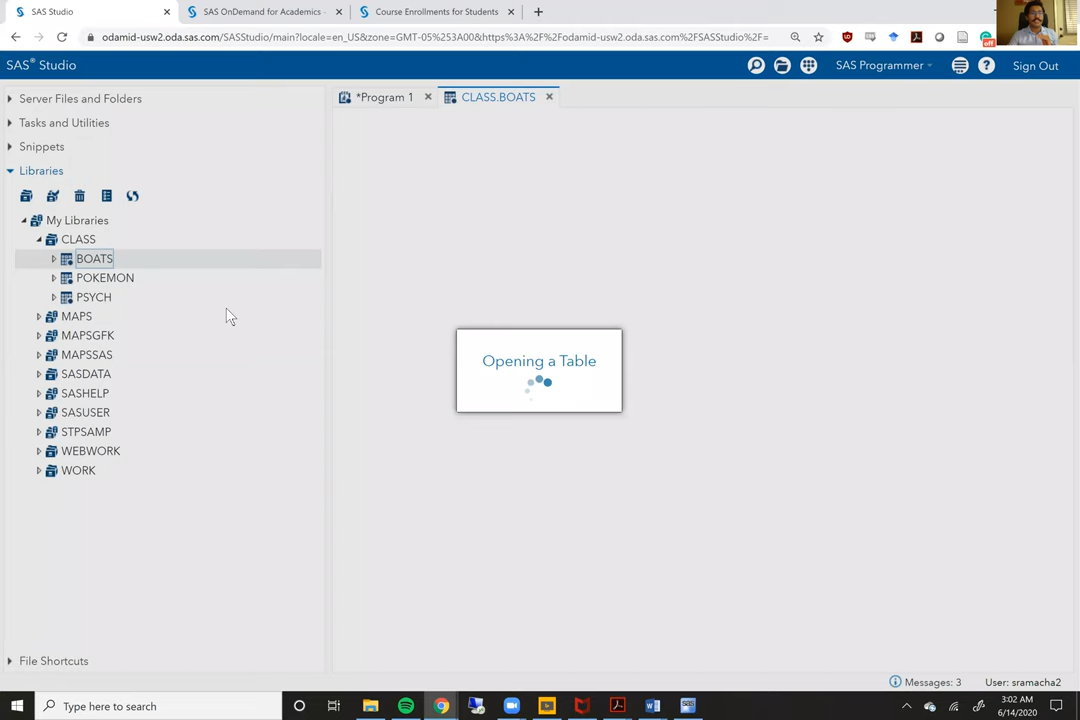 SAS Studio
SAS OnDemand for Academics -
Course Enrollments for Students
odamid-usw2.oda.sas.com/SASStudio/main?locale=en_US&zone=GMT-05%253A00&https%3A%2F%2Fodamid-usw2.oda.sas.com%2FSASStudio%2F=
off
SAS® Studio
SAS Programmer
Sign Out
Server Files and Folders
*Program 1
CLASS.BOATS
Tasks and Utilities
Snippets
Libraries
My Libraries
CLASS
BOATS
POKEMON
PSYCH
MAPS
MAPSGFK
MAPSSAS
SASDATA
SASHELP
SASUSER
STPSAMP
WEBWORK
WORK
Opening a Table
File Shortcuts
Messages: 3
User: sramacha2
Type here to search
3:02 AM
6/14/2020